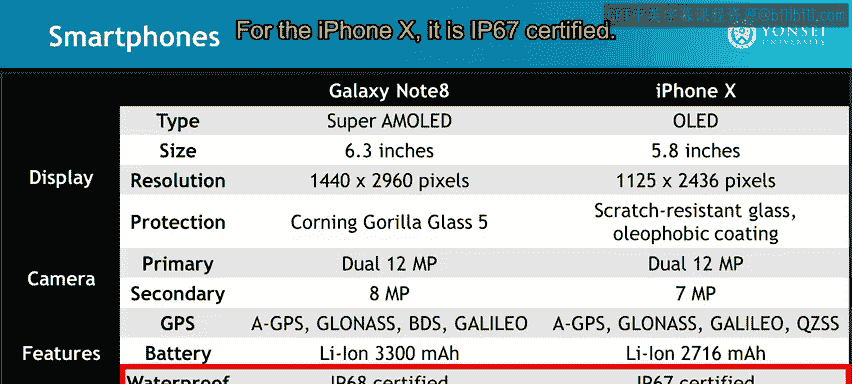 Smartphones
For the iPhone X, it is IP67 certified.
YONSEI
UNIVERSITY
Galaxy Note8 iPhone X
Display
Type Super AMOLED OLED
Size 6.3 inches 5.8 inches
Resolution 1440 x 2960 pixels 1125 x 2436 pixels
Protection Corning Gorilla Glass 5 Scratch-resistant glass,
oleophobic coating
Camera
Primary Dual 12 MP Dual 12 MP
Secondary 8 MP 7 MP
Features
GPS A-GPS, GLONASS, BDS, GALILEO A-GPS, GLONASS, GALILEO, QZSS
Battery Li-Ion 3300 mAh Li-Ion 2716 mAh
Waterproof IP68 certified IP67 certified